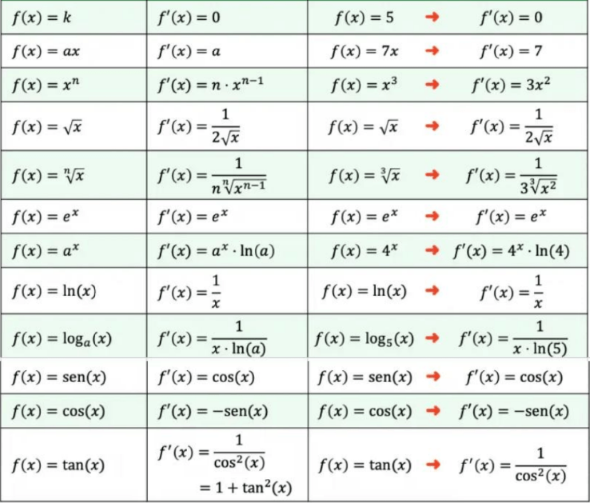 f(x) = k f′(x) = 0 f(x) = 5 → f′(x) = 0
f(x) = ax f′(x) = a f(x) = 7x → f′(x) = 7
f(x) = xⁿ f′(x) = n · xⁿ⁻¹ f(x) = x³ → f′(x) = 3x²
f(x) = √x f′(x) = 1/(2√x) f(x) = √x → f′(x) = 1/(2√x)
f(x) = ⁿ√x f′(x) = 1/(n ⁿ√(xⁿ⁻¹)) f(x) = ³√x → f′(x) = 1/(3 ³√(x²))
f(x) = eˣ f′(x) = eˣ f(x) = eˣ → f′(x) = eˣ
f(x) = aˣ f′(x) = aˣ · ln(a) f(x) = 4ˣ → f′(x) = 4ˣ · ln(4)
f(x) = ln(x) f′(x) = 1/x f(x) = ln(x) → f′(x) = 1/x
f(x) = logₐ(x) f′(x) = 1/(x · ln(a)) f(x) = log₅(x) → f′(x) = 1/(x · ln(5))
f(x) = sen(x) f′(x) = cos(x) f(x) = sen(x) → f′(x) = cos(x)
f(x) = cos(x) f′(x) = −sen(x) f(x) = cos(x) → f′(x) = −sen(x)
f(x) = tan(x) f′(x) = 1/cos²(x) = 1 + tan²(x) f(x) = tan(x) → f′(x) = 1/cos²(x)